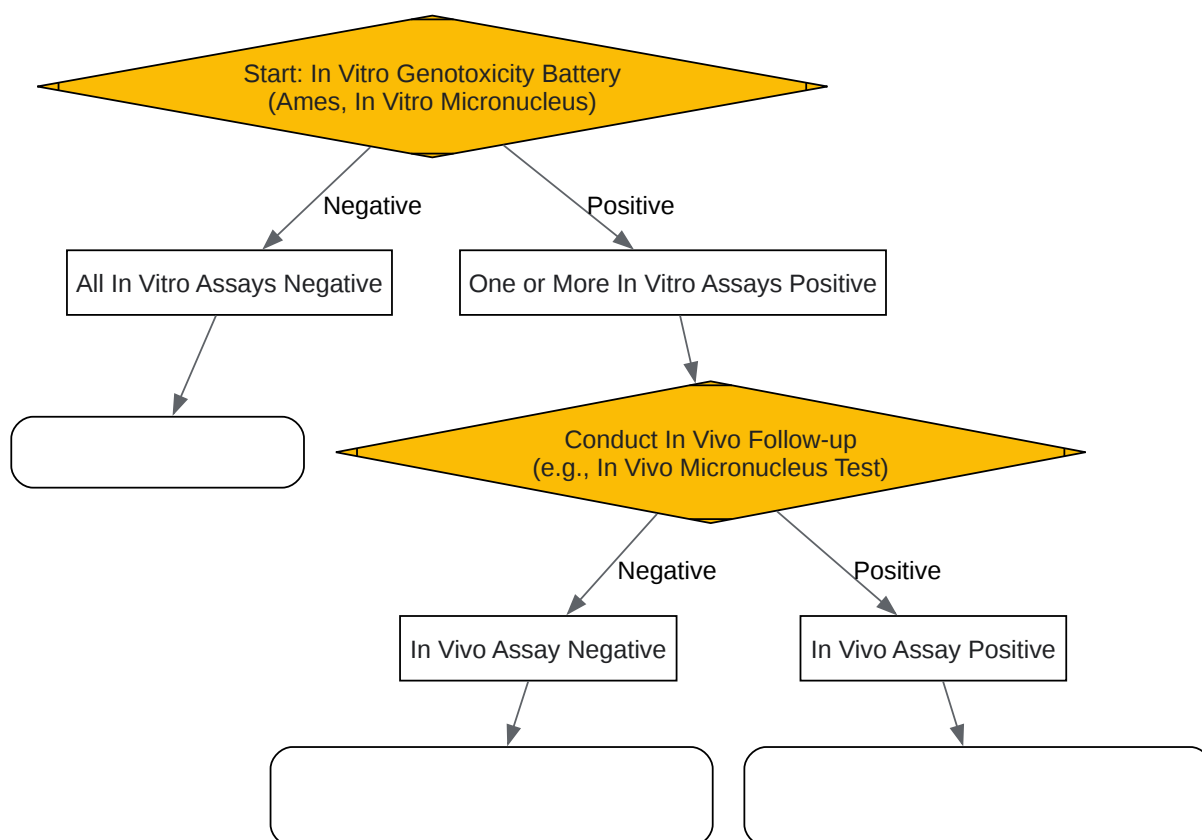 Start: In Vitro Genotoxicity Battery
(Ames, In Vitro Micronucleus)
Negative
Positive
All In Vitro Assays Negative
One or More In Vitro Assays Positive
Conduct In Vivo Follow-up
(e.g., In Vivo Micronucleus Test)
Negative
Positive
In Vivo Assay Negative
In Vivo Assay Positive